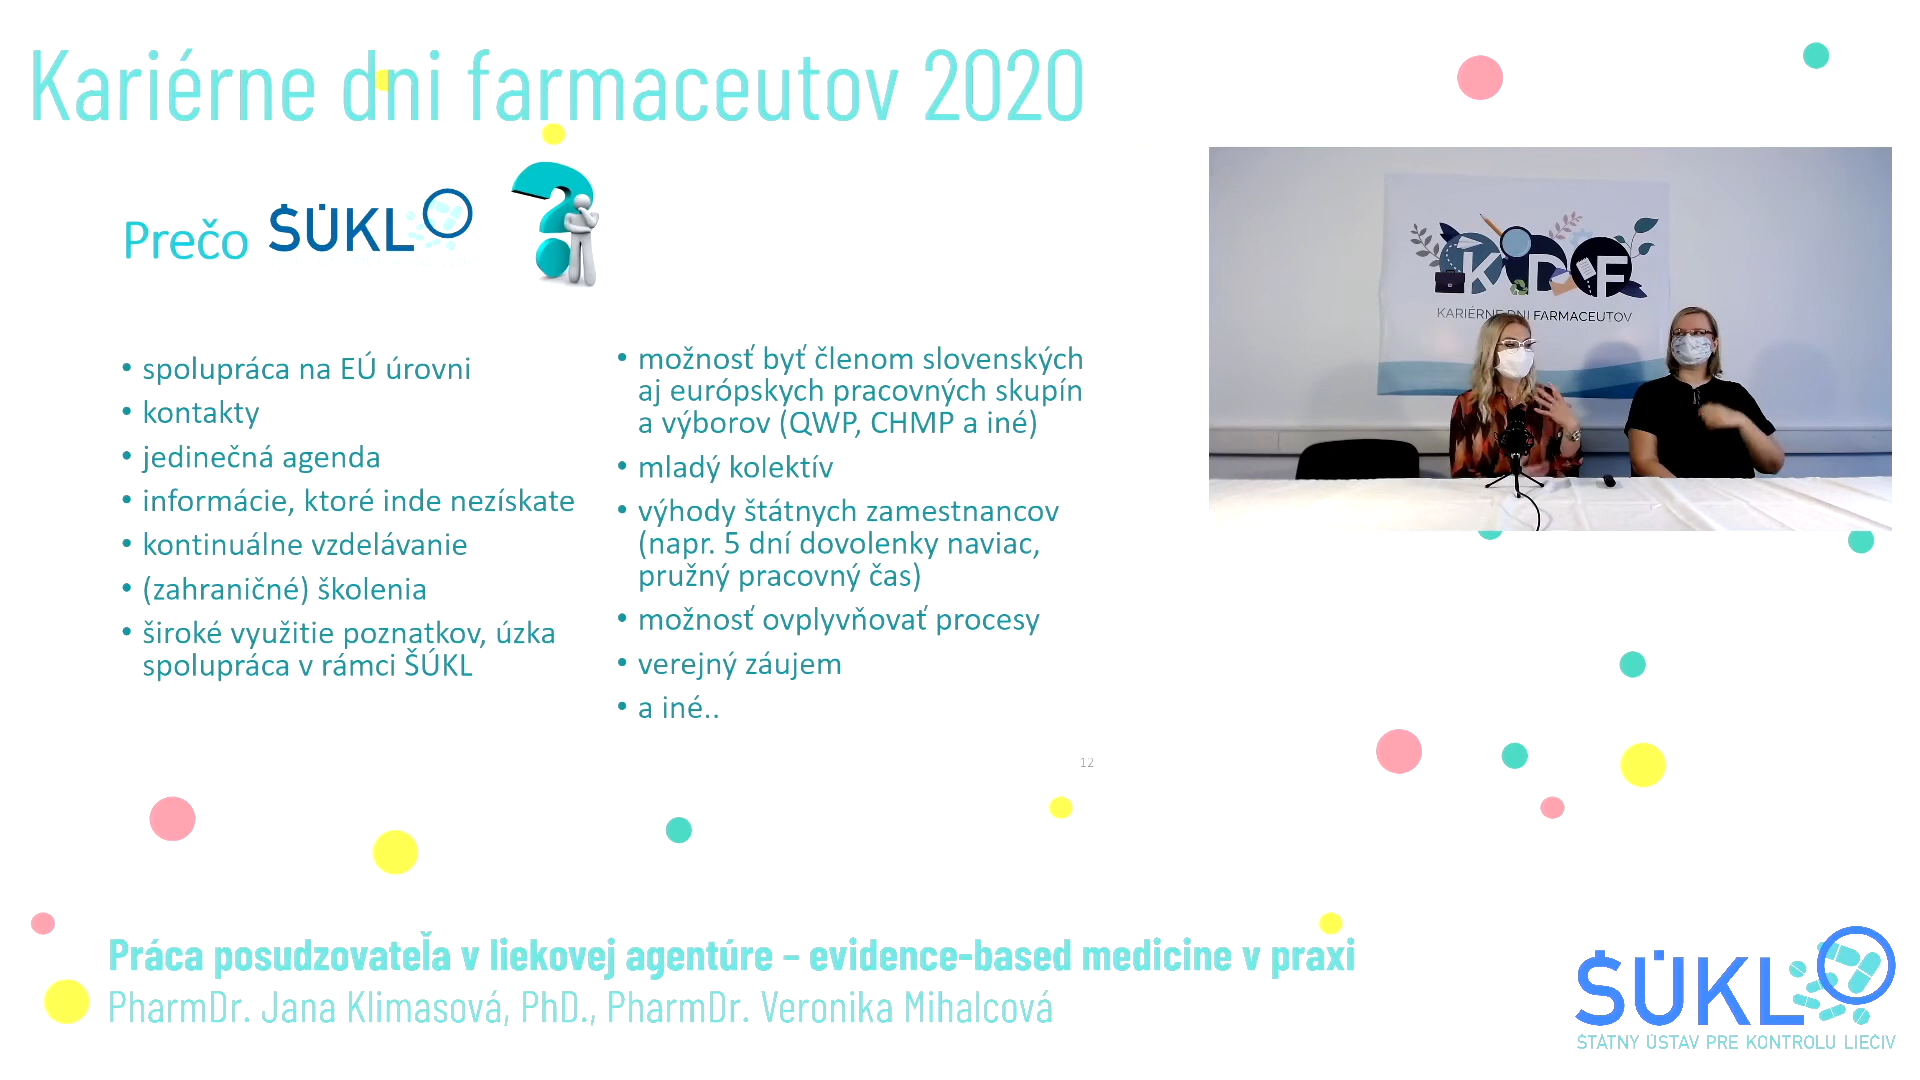 Kariérne dni farmaceutov 2020
Prečo ŠÚKL
• spolupráca na EÚ úrovni
• kontakty
• jedinečná agenda
• informácie, ktoré inde nezískate
• kontinuálne vzdelávanie
• (zahraničné) školenia
• široké využitie poznatkov, úzka
spolupráca v rámci ŠÚKL
• možnosť byť členom slovenských
aj európskych pracovných skupín
a výborov (QWP, CHMP a iné)
• mladý kolektív
• výhody štátnych zamestnancov
(napr. 5 dní dovolenky naviac,
pružný pracovný čas)
• možnosť ovplyvňovať procesy
• verejný záujem
• a iné..
12
KDF
KARIÉRNE DNI FARMACEUTOV
Práca posudzovateľa v liekovej agentúre – evidence-based medicine v praxi
PharmDr. Jana Klimasová, PhD., PharmDr. Veronika Mihalcová
ŠÚKL
ŠTÁTNY ÚSTAV PRE KONTROLU LIEČIV